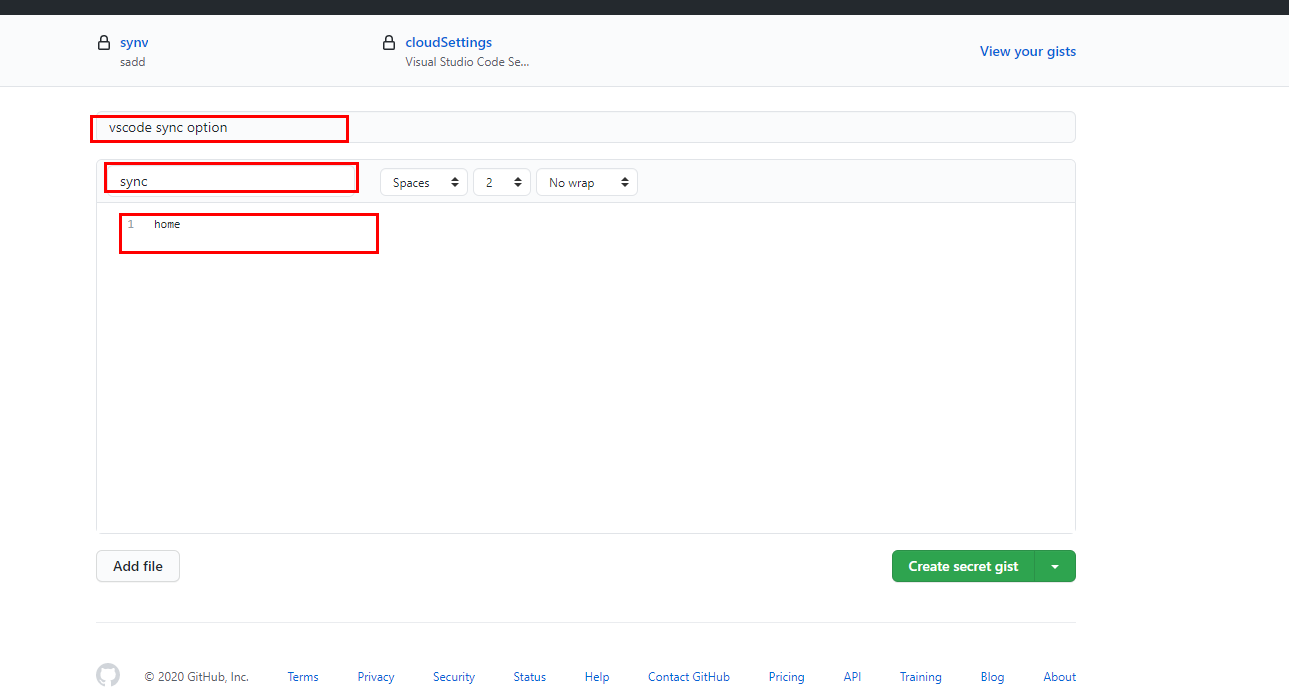 synv
sadd
cloudSettings
Visual Studio Code Se...
View your gists
vscode sync option
sync
Spaces
2
No wrap
1 home
Add file
Create secret gist
© 2020 GitHub, Inc. Terms Privacy Security Status Help Contact GitHub Pricing API Training Blog About